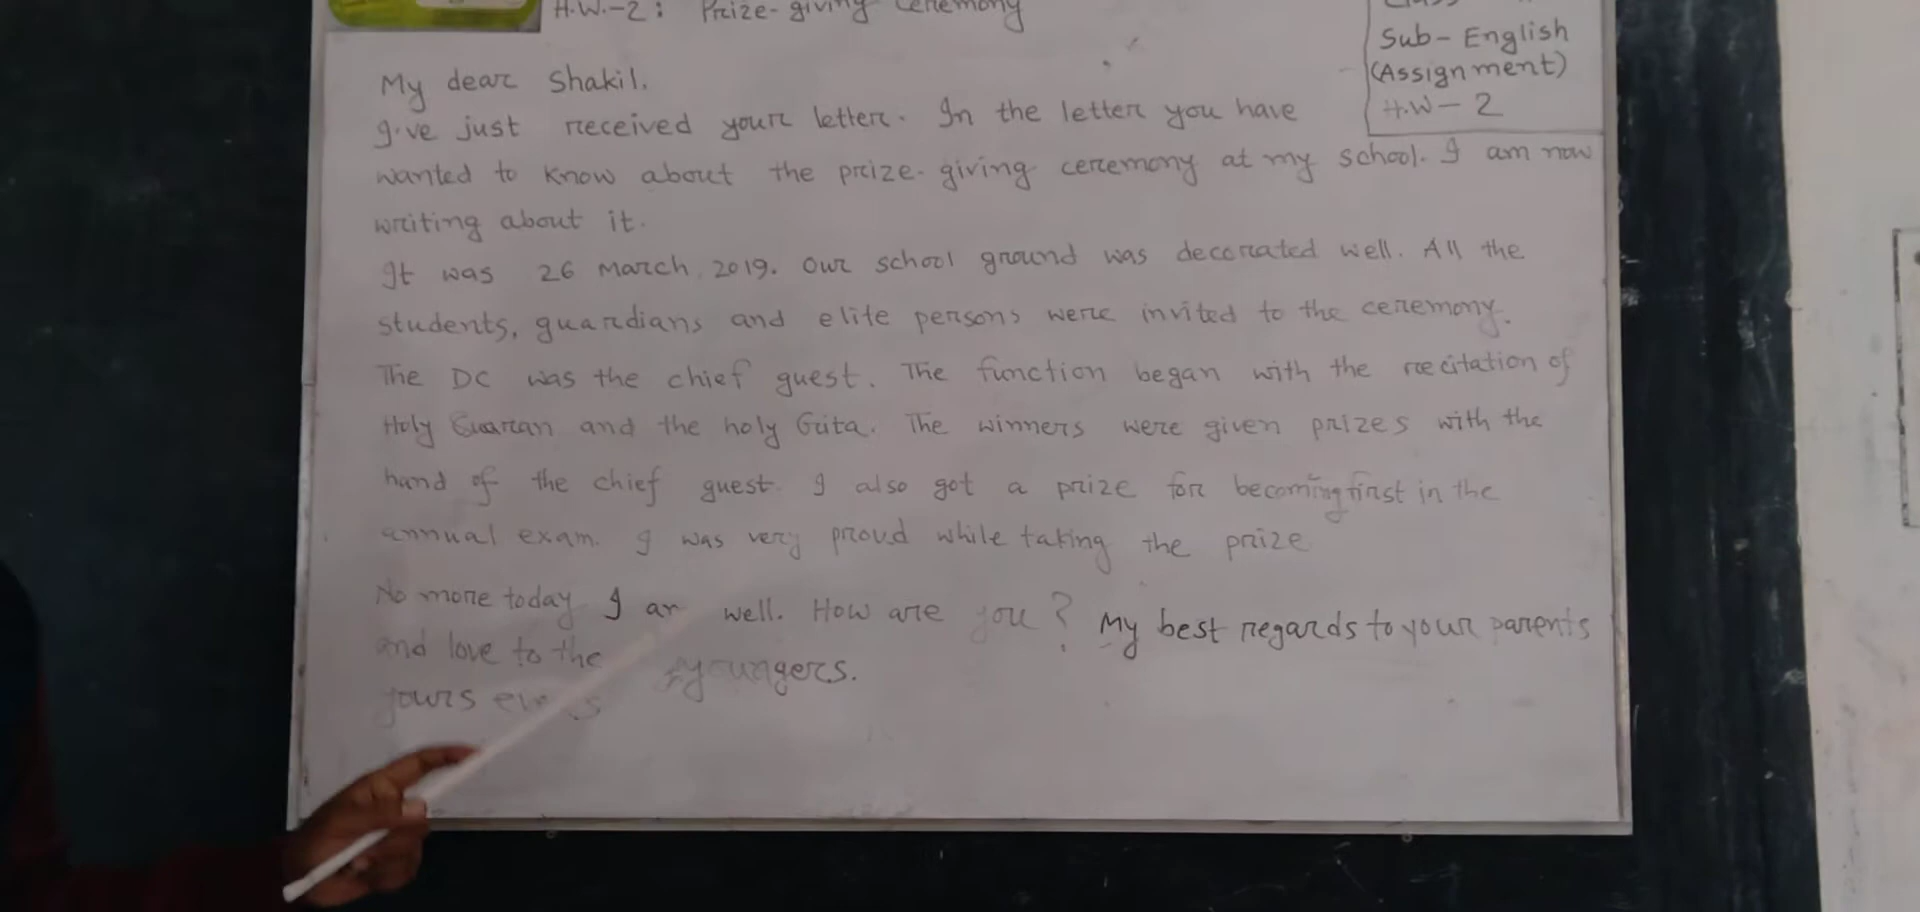 H.W.-2: Prize-giving ceremony
Sub- English
(Assignment)
H.W- 2
My dear Shakil.
I've just received your letter. In the letter you have
wanted to know about the prize-giving ceremony at my school. I am now
writing about it.
It was 26 March, 2019. Our school ground was decorated well. All the
students, guardians and elite persons were invited to the ceremony.
The DC was the chief guest. The function began with the recitation of
Holy and the holy Gita. The winners were given prizes with the
hand of the chief guest. I also got a prize for becoming first in the
annual exam. I was very proud while taking the prize
No more today I am well. How are you? My best regards to your parents
and love to the youngers.
yours